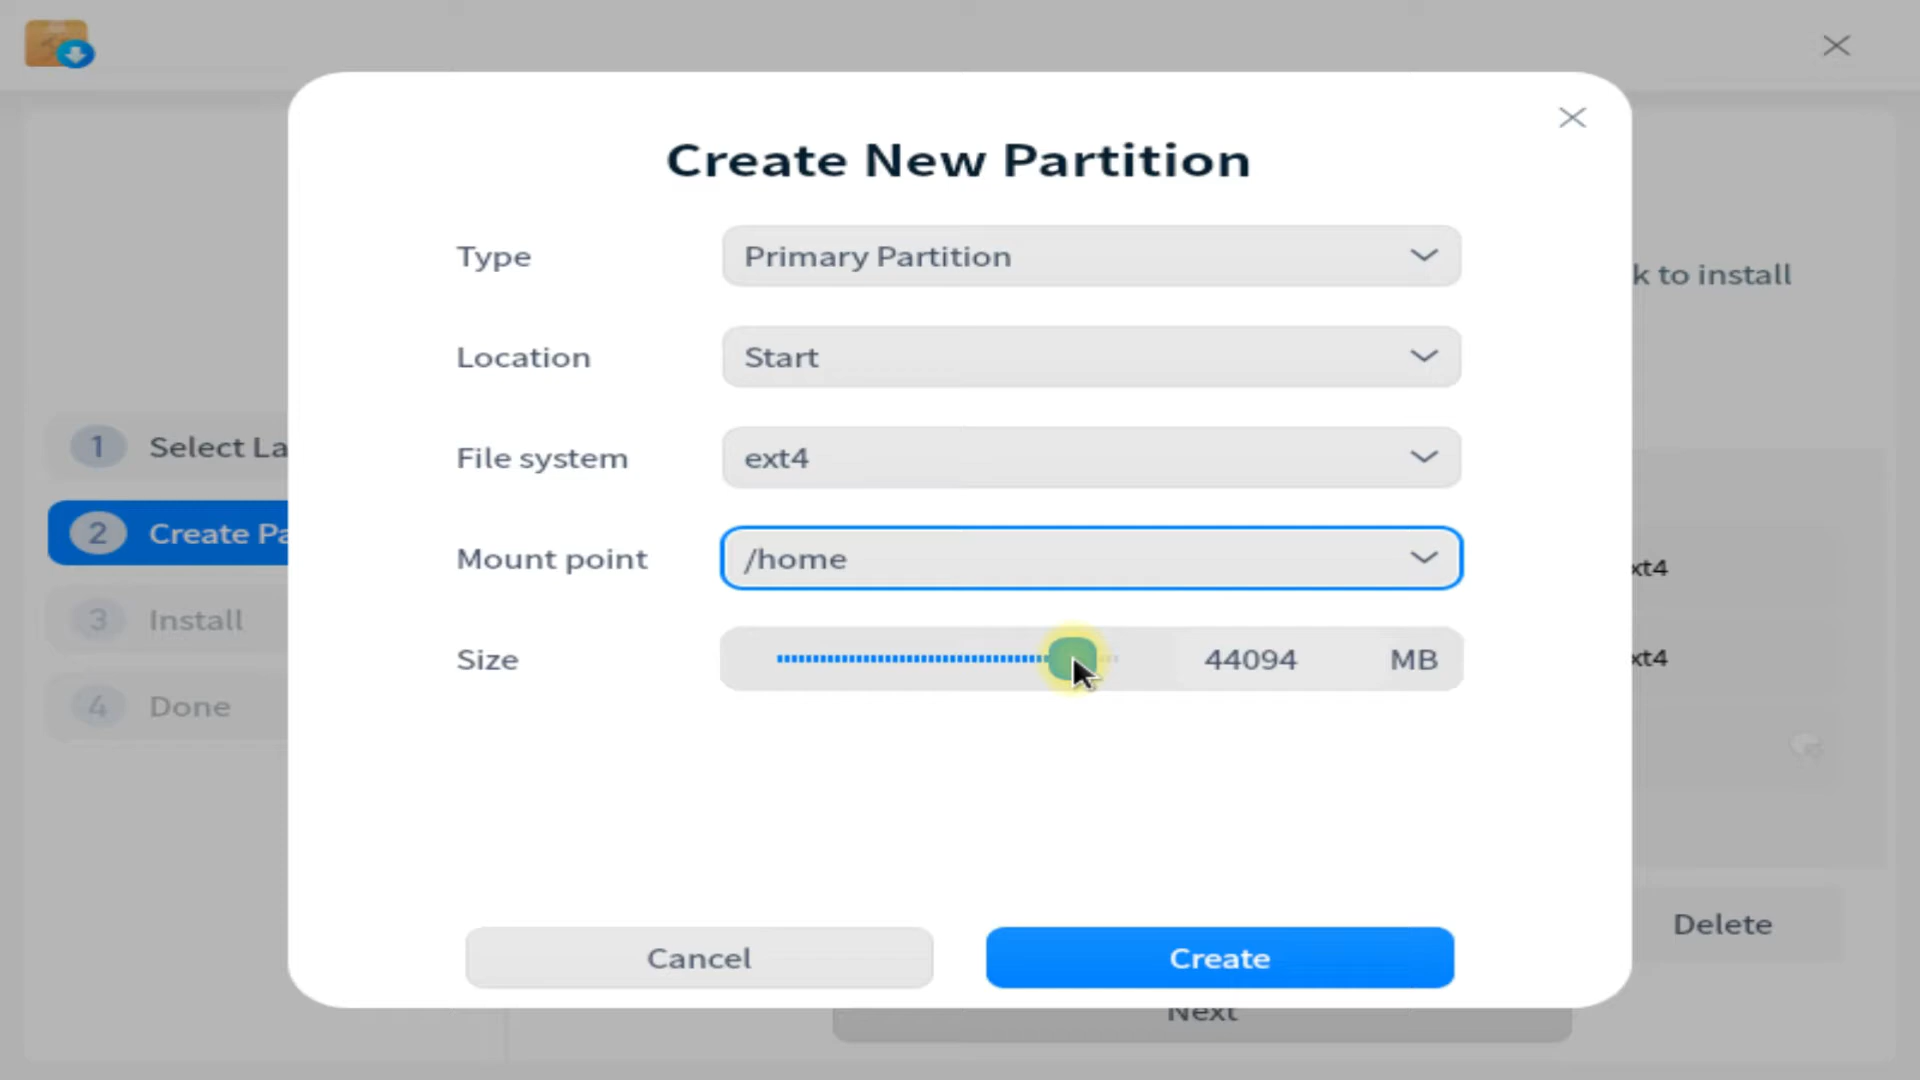 Create New Partition
Type Primary Partition
k to install
Location Start
1 Select La
File system ext4
2 Create Pa
Mount point /home
xt4
3 Install
Size 44094 MB
xt4
4 Done
Delete
Cancel Create
Next